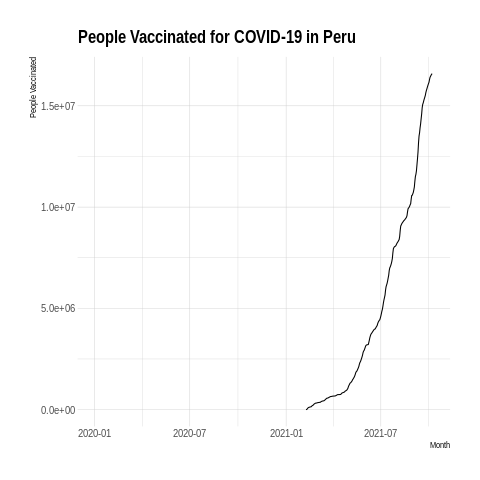 People Vaccinated for COVID-19 in Peru
People Vaccinated
1.5e+07
1.0e+07
5.0e+06
0.0e+00
2020-01 2020-07 2021-01 2021-07
Month